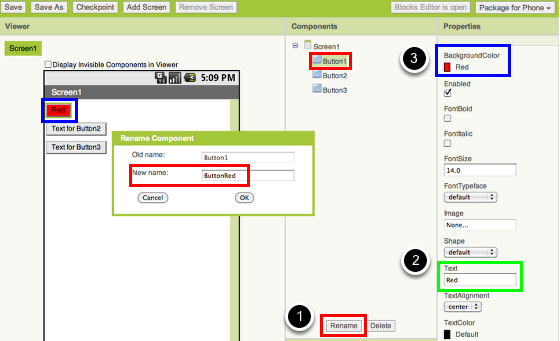 Save
Save As
Checkpoint
Add Screen
Remove Screen
Blocks Editor is open
Package for Phone
Viewer
Screen1
Display Invisible Components in Viewer
5:09 PM
Screen1
Red
Text for Button2
Text for Button3
Rename Component
Old name:
Button1
New name:
ButtonRed
Cancel
OK
Components
Screen1
Button1
Button2
Button3
1
Rename
Delete
Properties
3
BackgroundColor
Red
Enabled
FontBold
FontItalic
FontSize
14.0
FontTypeface
default
Image
None...
Shape
default
2
Text
Red
TextAlignment
center
TextColor
Default